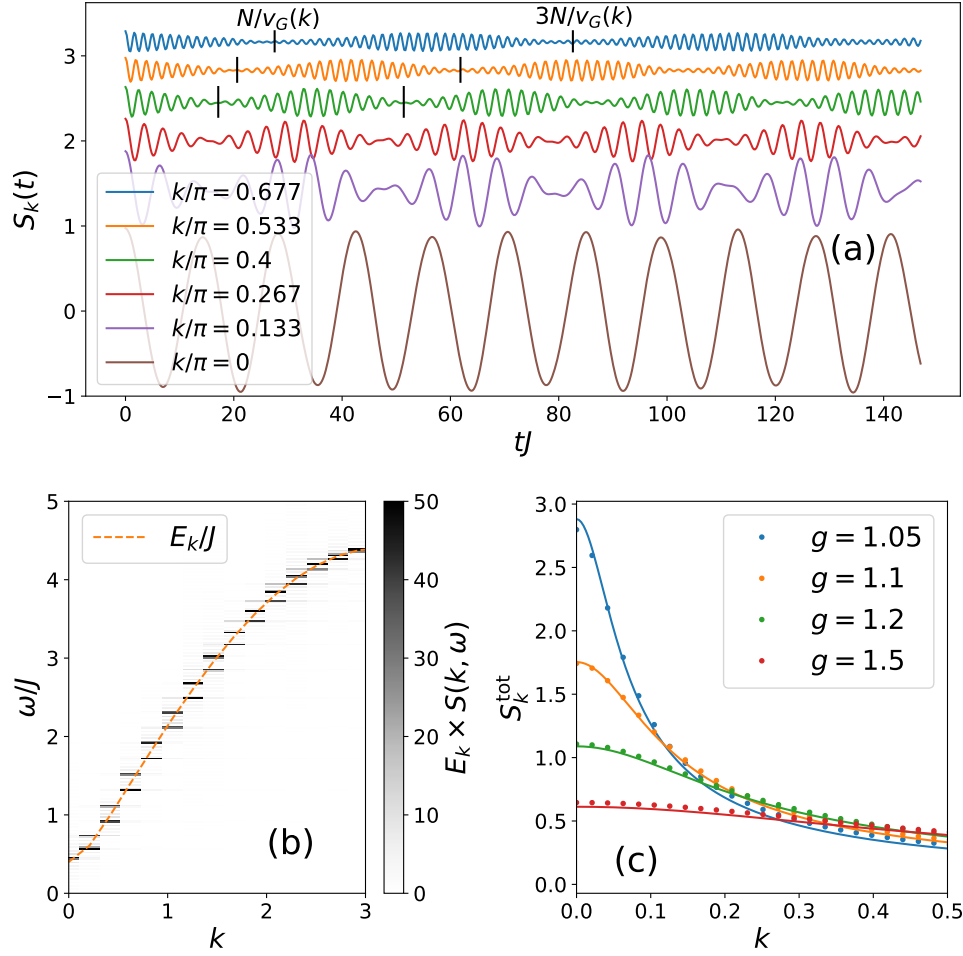 N/v_G(k)
3N/v_G(k)
S_k(t)
3
2
1
0
−1
k/π = 0.677
k/π = 0.533
k/π = 0.4
k/π = 0.267
k/π = 0.133
k/π = 0
(a)
0 20 40 60 80 100 120 140
tJ
ω/J
5
4
3
2
1
0
E_k/J
(b)
0 1 2 3
k
50
40
30
20
10
0
E_k × S(k, ω)
S_k^tot
3.0
2.5
2.0
1.5
1.0
0.5
0.0
g = 1.05
g = 1.1
g = 1.2
g = 1.5
(c)
0.0 0.1 0.2 0.3 0.4 0.5
k